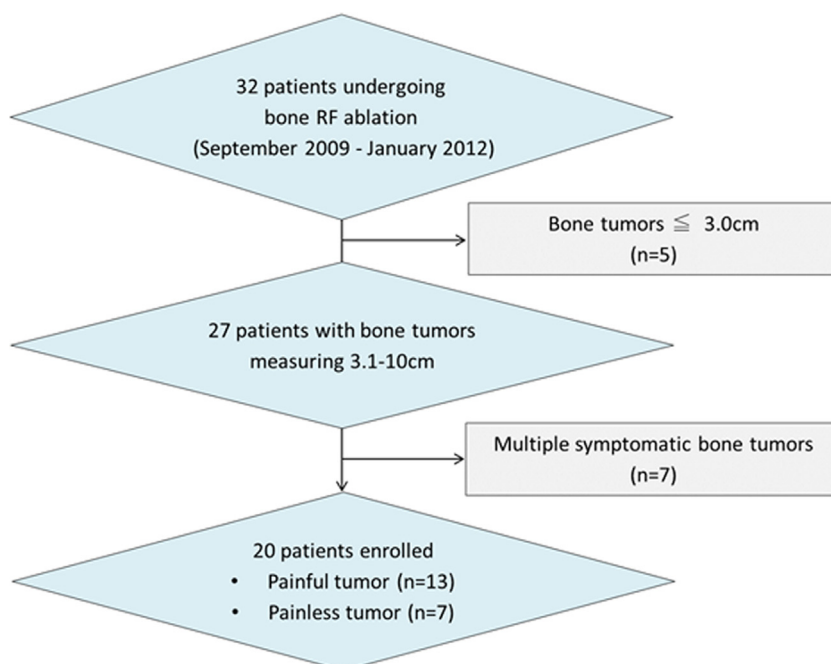 32 patients undergoing
bone RF ablation
(September 2009 - January 2012)
Bone tumors ≦ 3.0cm
(n=5)
27 patients with bone tumors
measuring 3.1-10cm
Multiple symptomatic bone tumors
(n=7)
20 patients enrolled
• Painful tumor (n=13)
• Painless tumor (n=7)